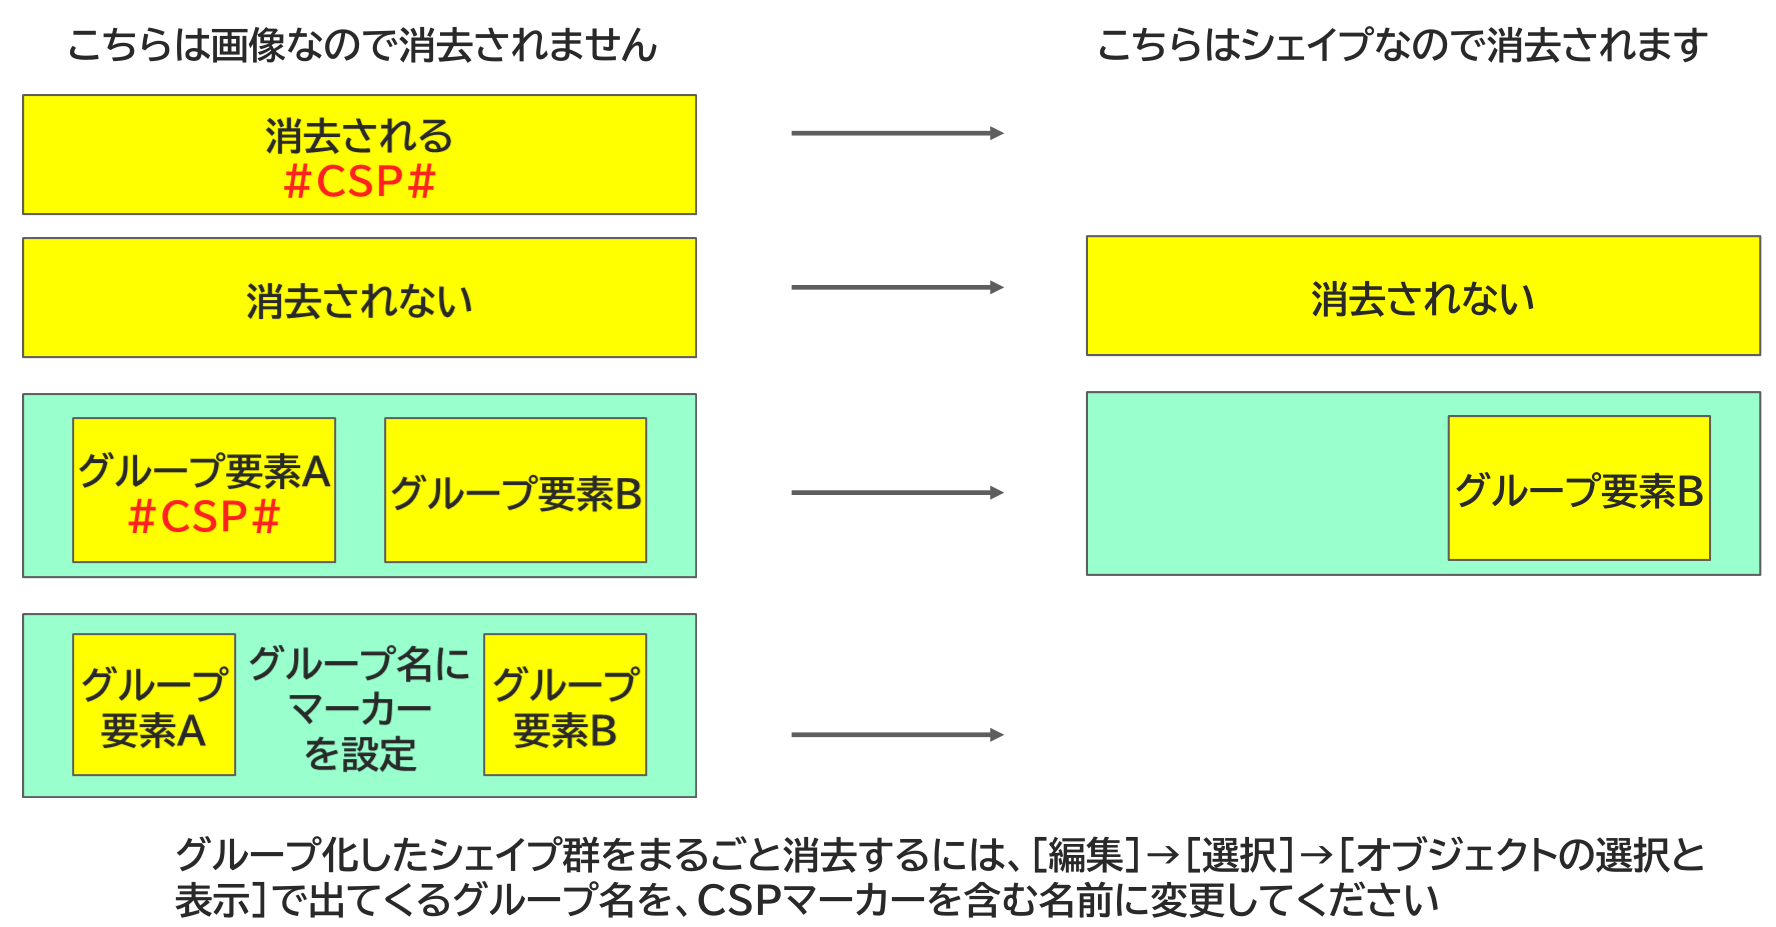 こちらは画像なので消去されません
こちらはシェイプなので消去されます
消去される
#CSP#
消去されない
消去されない
グループ要素A
#CSP#
グループ要素B
グループ要素B
グループ
要素A
グループ名に
マーカー
を設定
グループ
要素B
グループ化したシェイプ群をまるごと消去するには、[編集]→[選択]→[オブジェクトの選択と
表示]で出てくるグループ名を、CSPマーカーを含む名前に変更してください